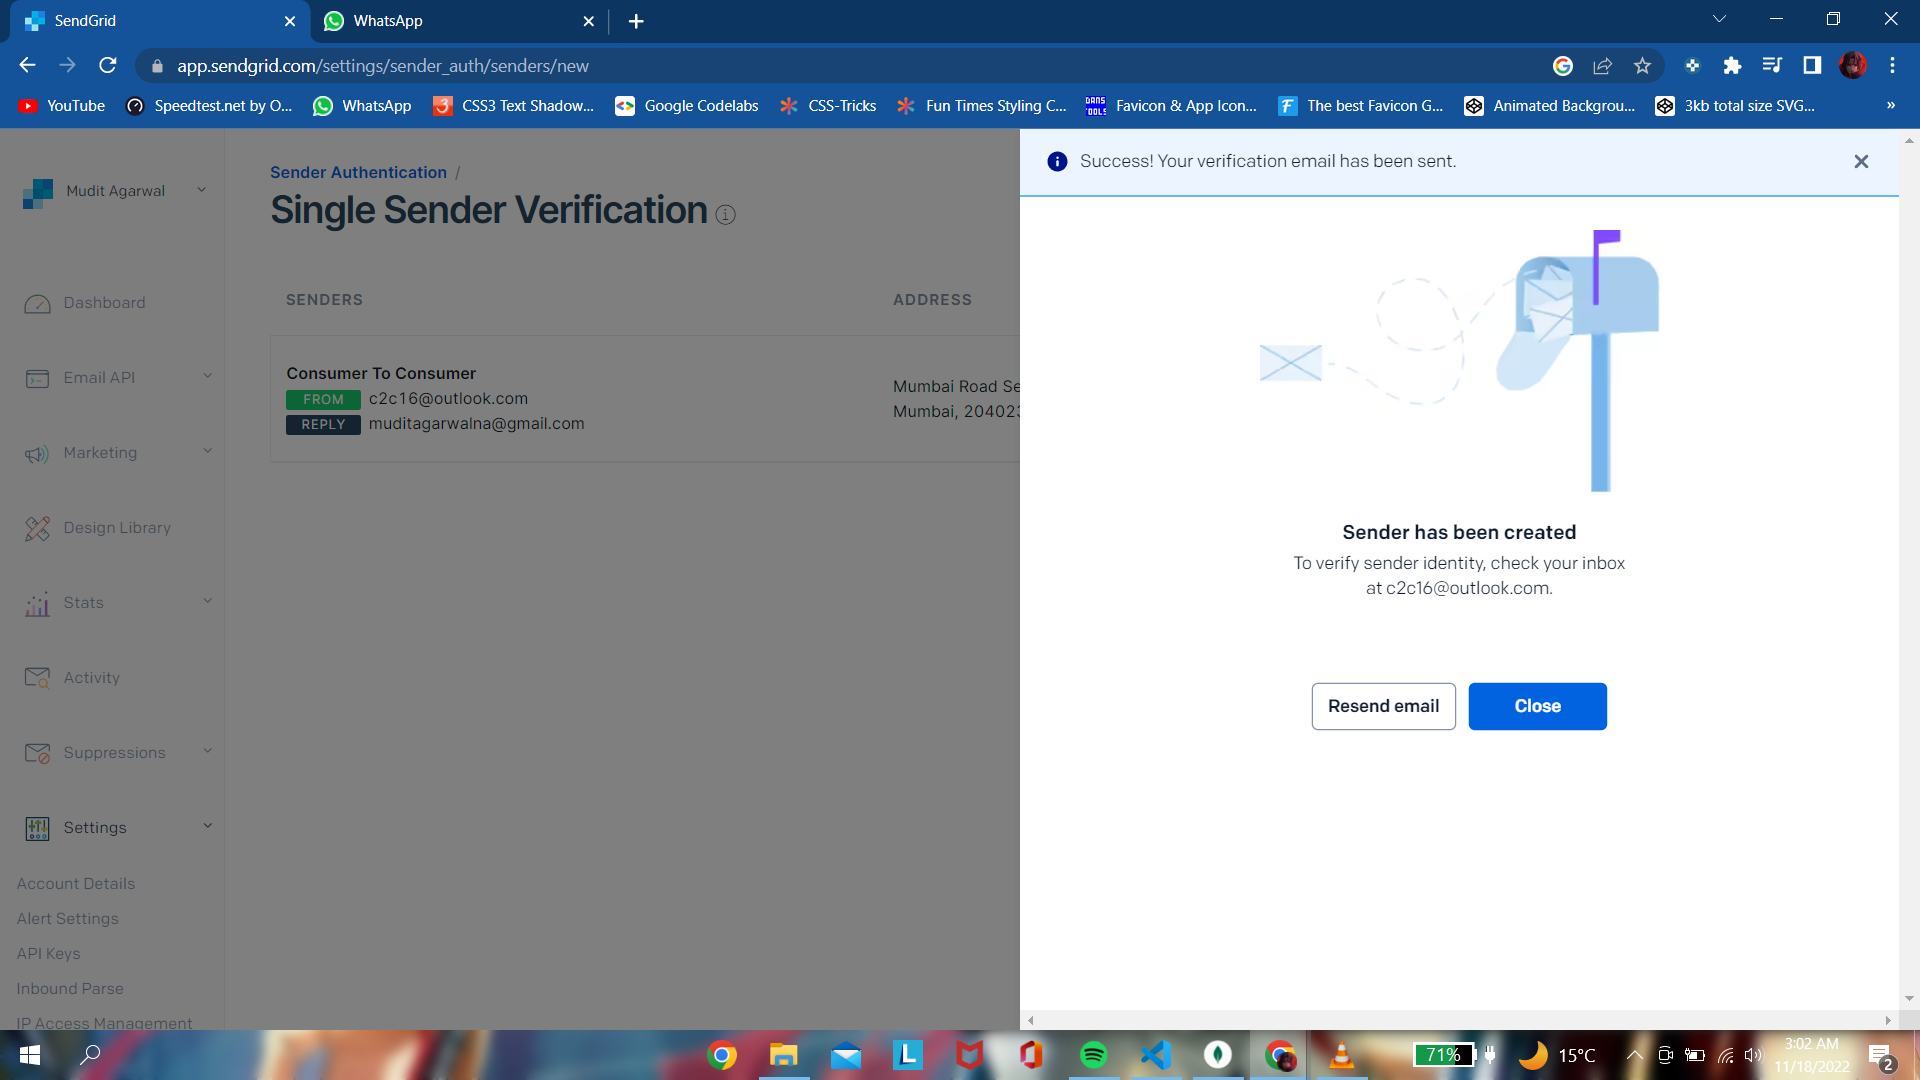 SendGrid
WhatsApp
app.sendgrid.com/settings/sender_auth/senders/new
YouTube
Speedtest.net by O...
WhatsApp
CSS3 Text Shadow...
Google Codelabs
CSS-Tricks
Fun Times Styling C...
DANS TOOLS
Favicon & App Icon...
The best Favicon G...
Animated Backgrou...
3kb total size SVG...
»
Mudit Agarwal
Dashboard
Email API
Marketing
Design Library
Stats
Activity
Suppressions
Settings
Account Details
Alert Settings
API Keys
Inbound Parse
IP Access Management
Sender Authentication /
Single Sender Verification
SENDERS
ADDRESS
Consumer To Consumer
FROM c2c16@outlook.com
REPLY muditagarwalna@gmail.com
Mumbai Road Se
Mumbai, 204023
Success! Your verification email has been sent.
Sender has been created
To verify sender identity, check your inbox
at c2c16@outlook.com.
Resend email
Close
71%
15°C
3:02 AM
11/18/2022
2